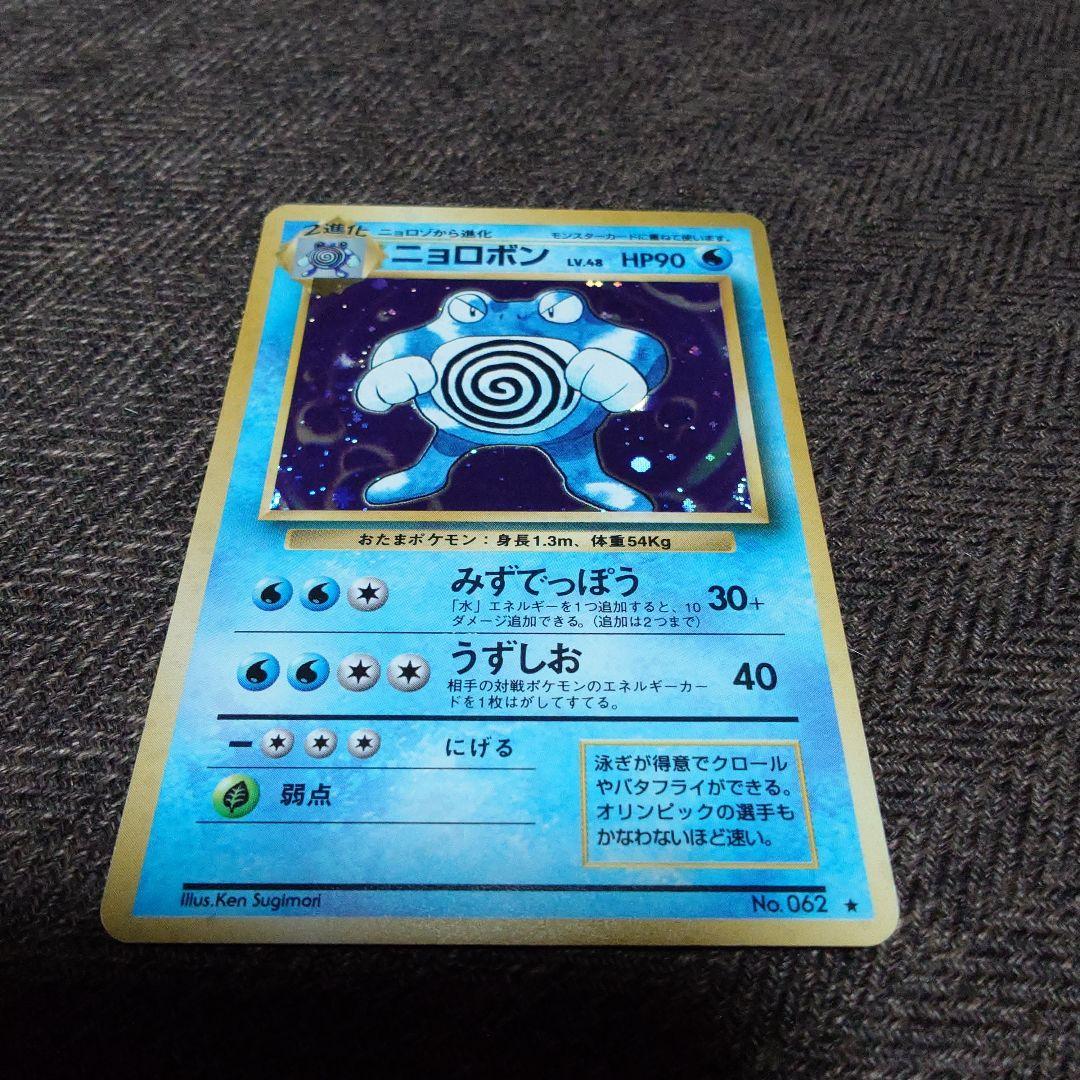 2進化 ニョロゾから進化 モンスターカードに重ねて使います。
ニョロボン LV.48 HP90
おたまポケモン：身長1.3m、体重54Kg
みずでっぽう 30+
「水」エネルギーを1つ追加すると、10
ダメージ追加できる。（追加は2つまで）
うずしお 40
相手の対戦ポケモンのエネルギーカー
ドを1枚はがしてすてる。
にげる
弱点
泳ぎが得意でクロール
やバタフライができる。
オリンピックの選手も
かなわないほど速い。
Illus.Ken Sugimori No.062 ★